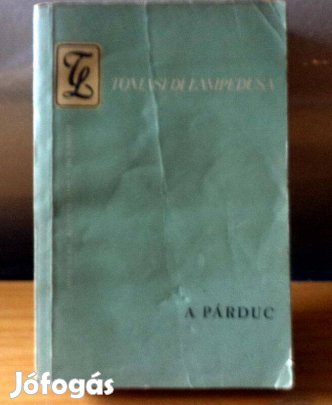 TL
TOMASI DI LAMPEDUSA
A PÁRDUC
Jófogás